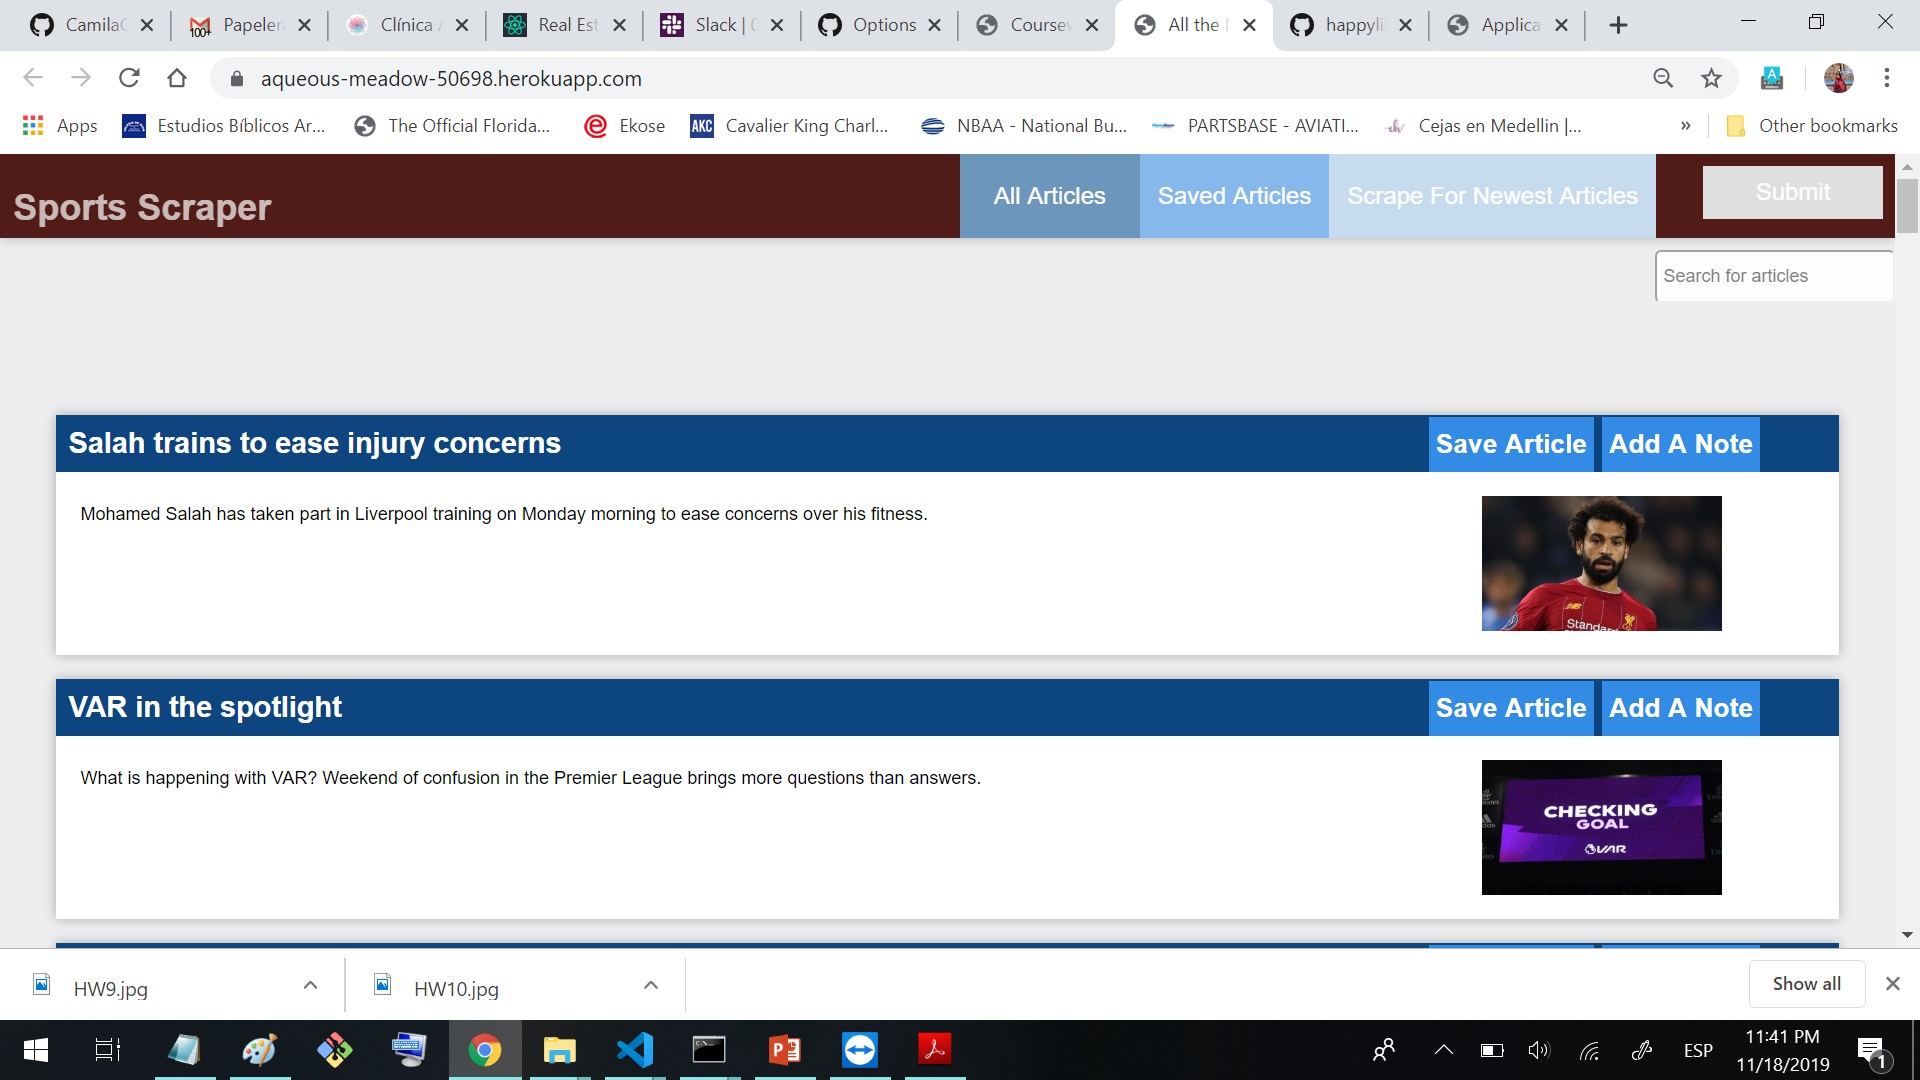 Camila
Papeler
Clínica
Real Est
Slack |
Options
Coursew
All the
happyli
Applica
100+
aqueous-meadow-50698.herokuapp.com
Apps
Estudios Bíblicos Ar...
The Official Florida...
Ekose
AKC
Cavalier King Charl...
NBAA - National Bu...
PARTSBASE - AVIATI...
Cejas en Medellin |...
»
Other bookmarks
Sports Scraper
All Articles
Saved Articles
Scrape For Newest Articles
Submit
Search for articles
Salah trains to ease injury concerns
Save Article
Add A Note
Mohamed Salah has taken part in Liverpool training on Monday morning to ease concerns over his fitness.
Standard
VAR in the spotlight
Save Article
Add A Note
What is happening with VAR? Weekend of confusion in the Premier League brings more questions than answers.
CHECKING
GOAL
VAR
HW9.jpg
HW10.jpg
Show all
ESP
11:41 PM
11/18/2019
1